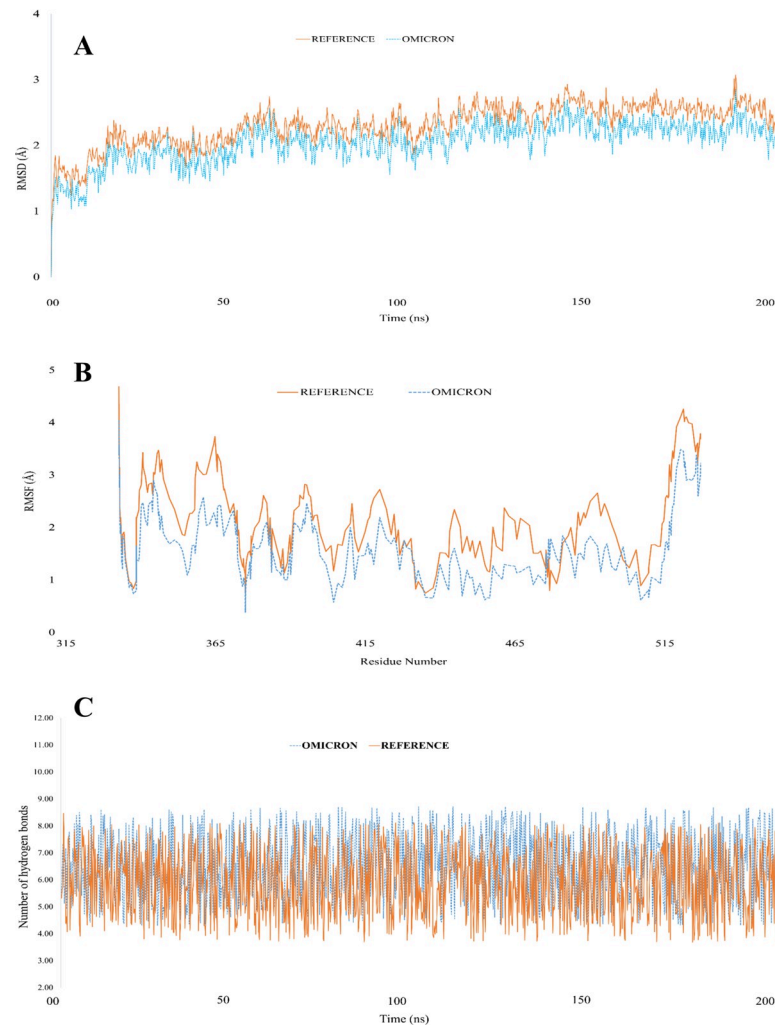 4
A
REFERENCE OMICRON
3
RMSD (Å)
2
1
0
00 50 100 150 200
Time (ns)
5
B
REFERENCE OMICRON
4
3
RMSF (Å)
2
1
0
315 365 415 465 515
Residue Number
C
12.00
11.00
OMICRON REFERENCE
10.00
9.00
8.00
Number of hydrogen bonds
7.00
6.00
5.00
4.00
3.00
2.00
00 50 100 150 200
Time (ns)